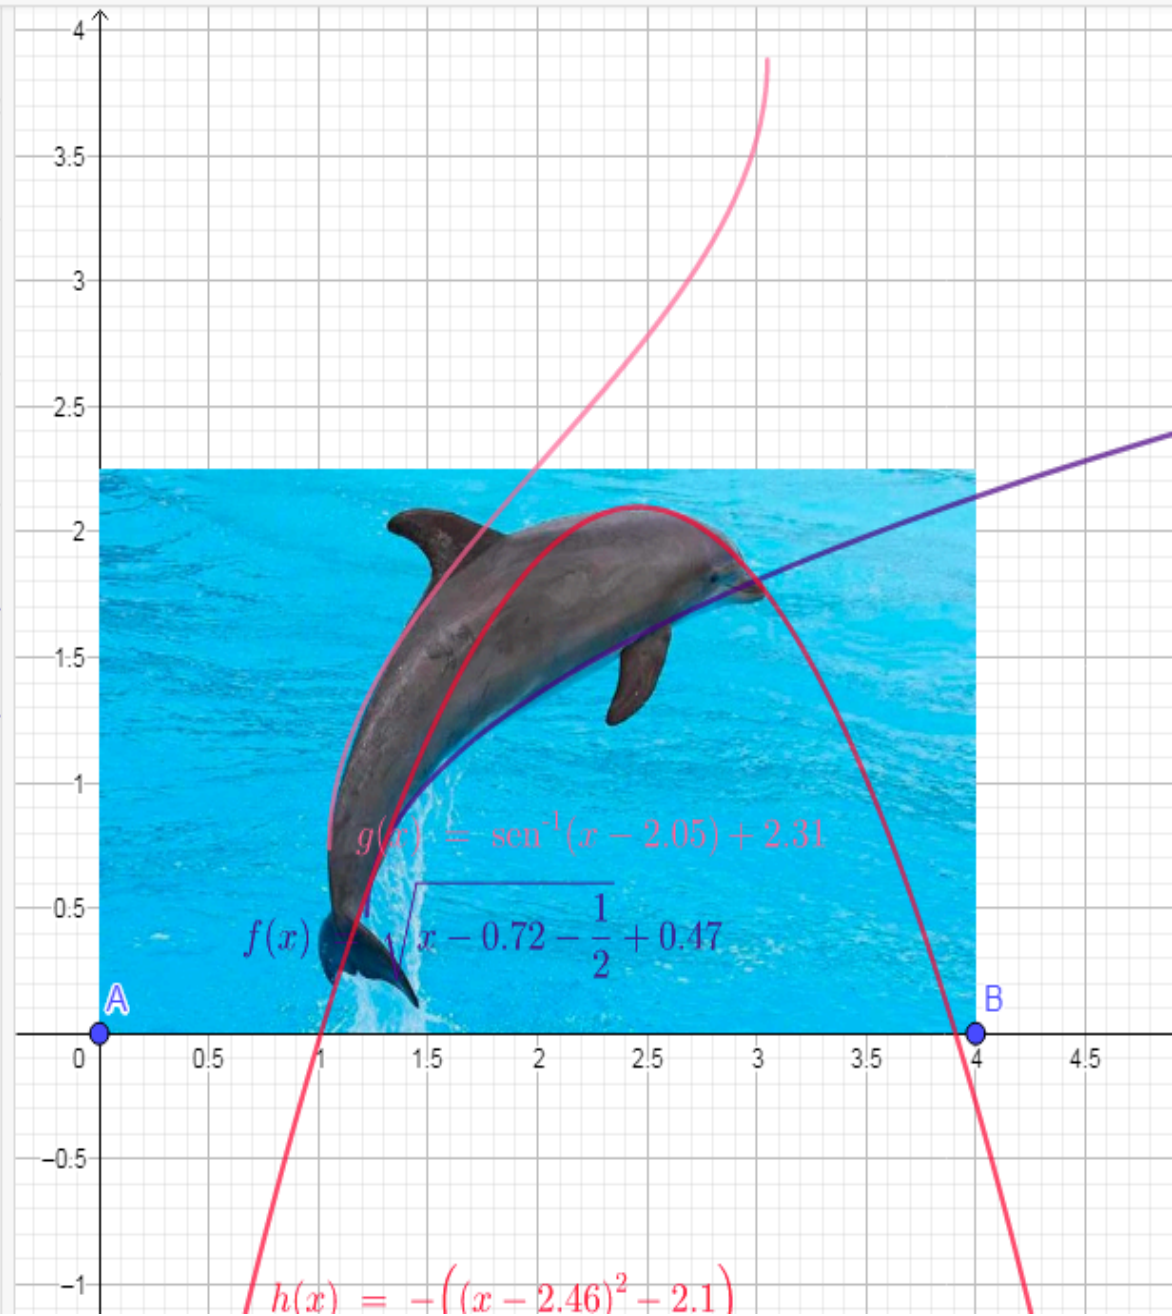 4
3.5
3
2.5
2
1.5
1
g(x) = sen⁻¹(x − 2.05) + 2.31
0.5
f(x) √x − 0.72 − 1/2 + 0.47
A B
0 0.5 1 1.5 2 2.5 3 3.5 4 4.5
−0.5
−1
h(x) = −((x − 2.46)² − 2.1)